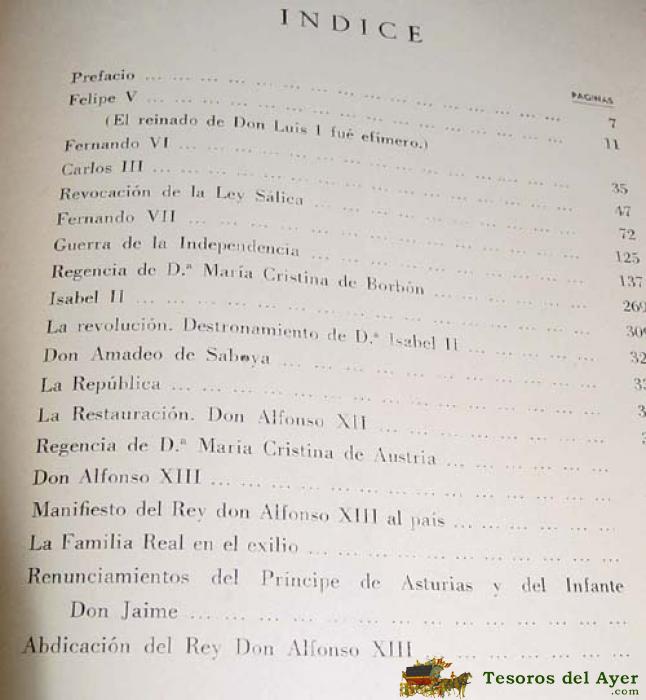 INDICE
PAGINAS
Prefacio ... 7
Felipe V ... 11
(El reinado de Don Luis I fué efímero.)
Fernando VI ... 35
Carlos III ... 47
Revocación de la Ley Sálica ... 72
Fernando VII ... 125
Guerra de la Independencia ... 137
Regencia de D.ª María Cristina de Borbón ...
Isabel II ...
La revolución. Destronamiento de D.ª Isabel II ...
Don Amadeo de Saboya ...
La República ...
La Restauración. Don Alfonso XII ...
Regencia de D.ª María Cristina de Austria ...
Don Alfonso XIII ...
Manifiesto del Rey don Alfonso XIII al país ...
La Familia Real en el exilio ...
Renunciamientos del Príncipe de Asturias y del Infante
Don Jaime ...
Abdicación del Rey Don Alfonso XIII ...
Tesoros del Ayer
.com